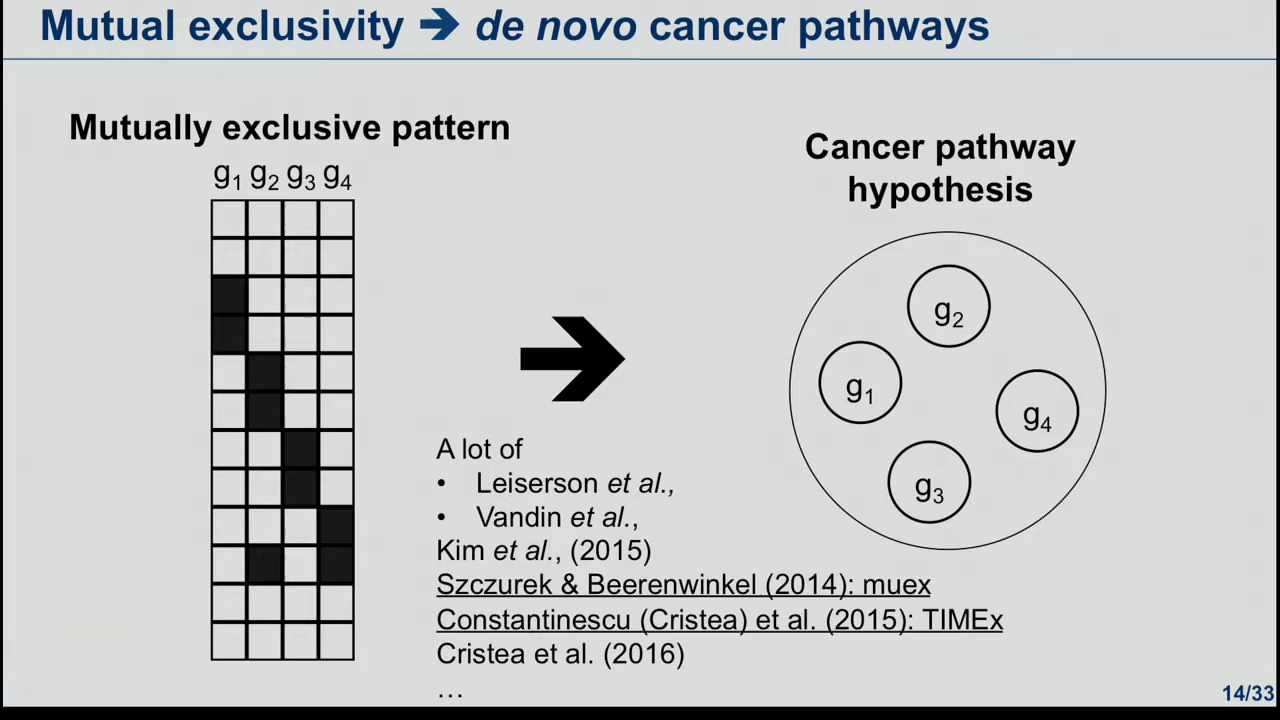 Mutual exclusivity ➔ de novo cancer pathways
Mutually exclusive pattern
g1 g2 g3 g4
Cancer pathway
hypothesis
g2
g1
g4
g3
A lot of
• Leiserson et al.,
• Vandin et al.,
Kim et al., (2015)
Szczurek & Beerenwinkel (2014): muex
Constantinescu (Cristea) et al. (2015): TIMEx
Cristea et al. (2016)
…
14/33